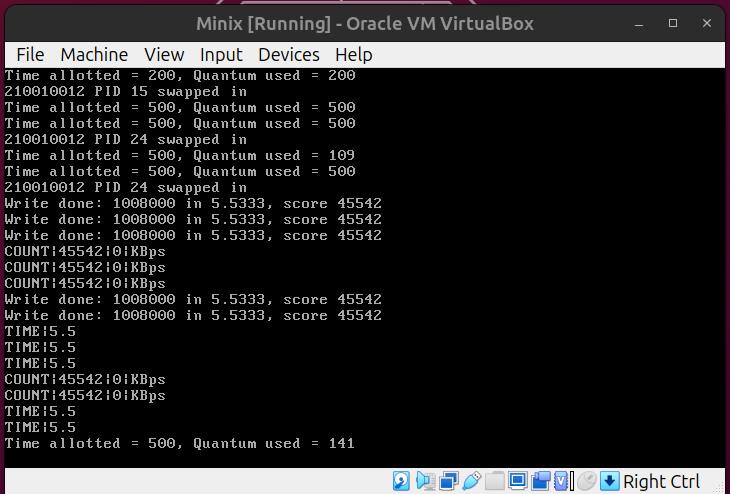 Minix [Running] - Oracle VM VirtualBox
File Machine View Input Devices Help
Time allotted = 200, Quantum used = 200
210010012 PID 15 swapped in
Time allotted = 500, Quantum used = 500
Time allotted = 500, Quantum used = 500
210010012 PID 24 swapped in
Time allotted = 500, Quantum used = 109
Time allotted = 500, Quantum used = 500
210010012 PID 24 swapped in
Write done: 1008000 in 5.5333, score 45542
Write done: 1008000 in 5.5333, score 45542
Write done: 1008000 in 5.5333, score 45542
COUNT|45542|0|KBps
COUNT|45542|0|KBps
COUNT|45542|0|KBps
Write done: 1008000 in 5.5333, score 45542
Write done: 1008000 in 5.5333, score 45542
TIME|5.5
TIME|5.5
TIME|5.5
COUNT|45542|0|KBps
COUNT|45542|0|KBps
TIME|5.5
TIME|5.5
Time allotted = 500, Quantum used = 141
Right Ctrl